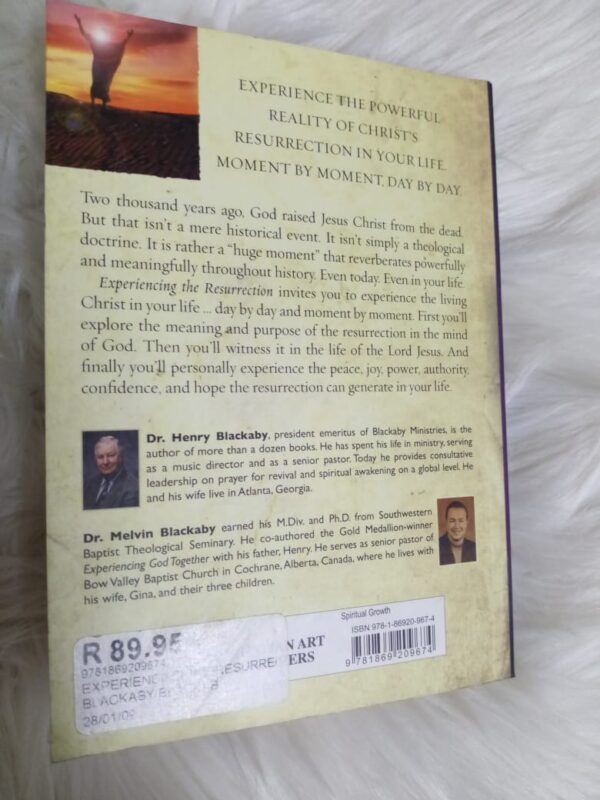 EXPERIENCE THE POWERFUL
REALITY OF CHRIST'S
RESURRECTION IN YOUR LIFE.
MOMENT BY MOMENT, DAY BY DAY.
Two thousand years ago, God raised Jesus Christ from the dead.
But that isn't a mere historical event. It isn't simply a theological
doctrine. It is rather a “huge moment” that reverberates powerfully
and meaningfully throughout history. Even today. Even in your life.
Experiencing the Resurrection invites you to experience the living
Christ in your life ... day by day and moment by moment. First you'll
explore the meaning and purpose of the resurrection in the mind
of God. Then you'll witness it in the life of the Lord Jesus. And
finally you'll personally experience the peace, joy, power, authority,
confidence, and hope the resurrection can generate in your life.
Dr. Henry Blackaby, president emeritus of Blackaby Ministries, is the
author of more than a dozen books. He has spent his life in ministry, serving
as a music director and as a senior pastor. Today he provides consultative
leadership on prayer for revival and spiritual awakening on a global level. He
and his wife live in Atlanta, Georgia.
Dr. Melvin Blackaby earned his M.Div. and Ph.D. from Southwestern
Baptist Theological Seminary. He co-authored the Gold Medallion-winner
Experiencing God Together with his father, Henry. He serves as senior pastor of
Bow Valley Baptist Church in Cochrane, Alberta, Canada, where he lives with
his wife, Gina, and their three children.
Spiritual Growth
ISBN 978-1-86920-967-4
9 781869 209674
N ART
ERS
R 89.95
9781869209674
BLACKABY
28/01/09